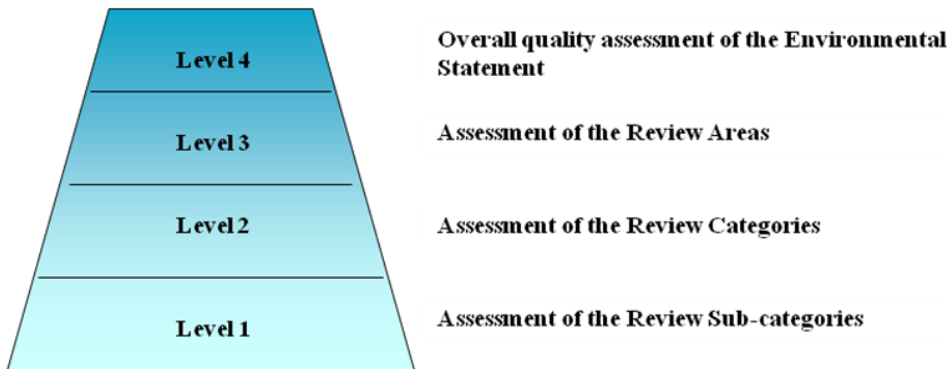 Level 4
Overall quality assessment of the Environmental
Statement
Level 3
Assessment of the Review Areas
Level 2
Assessment of the Review Categories
Level 1
Assessment of the Review Sub-categories